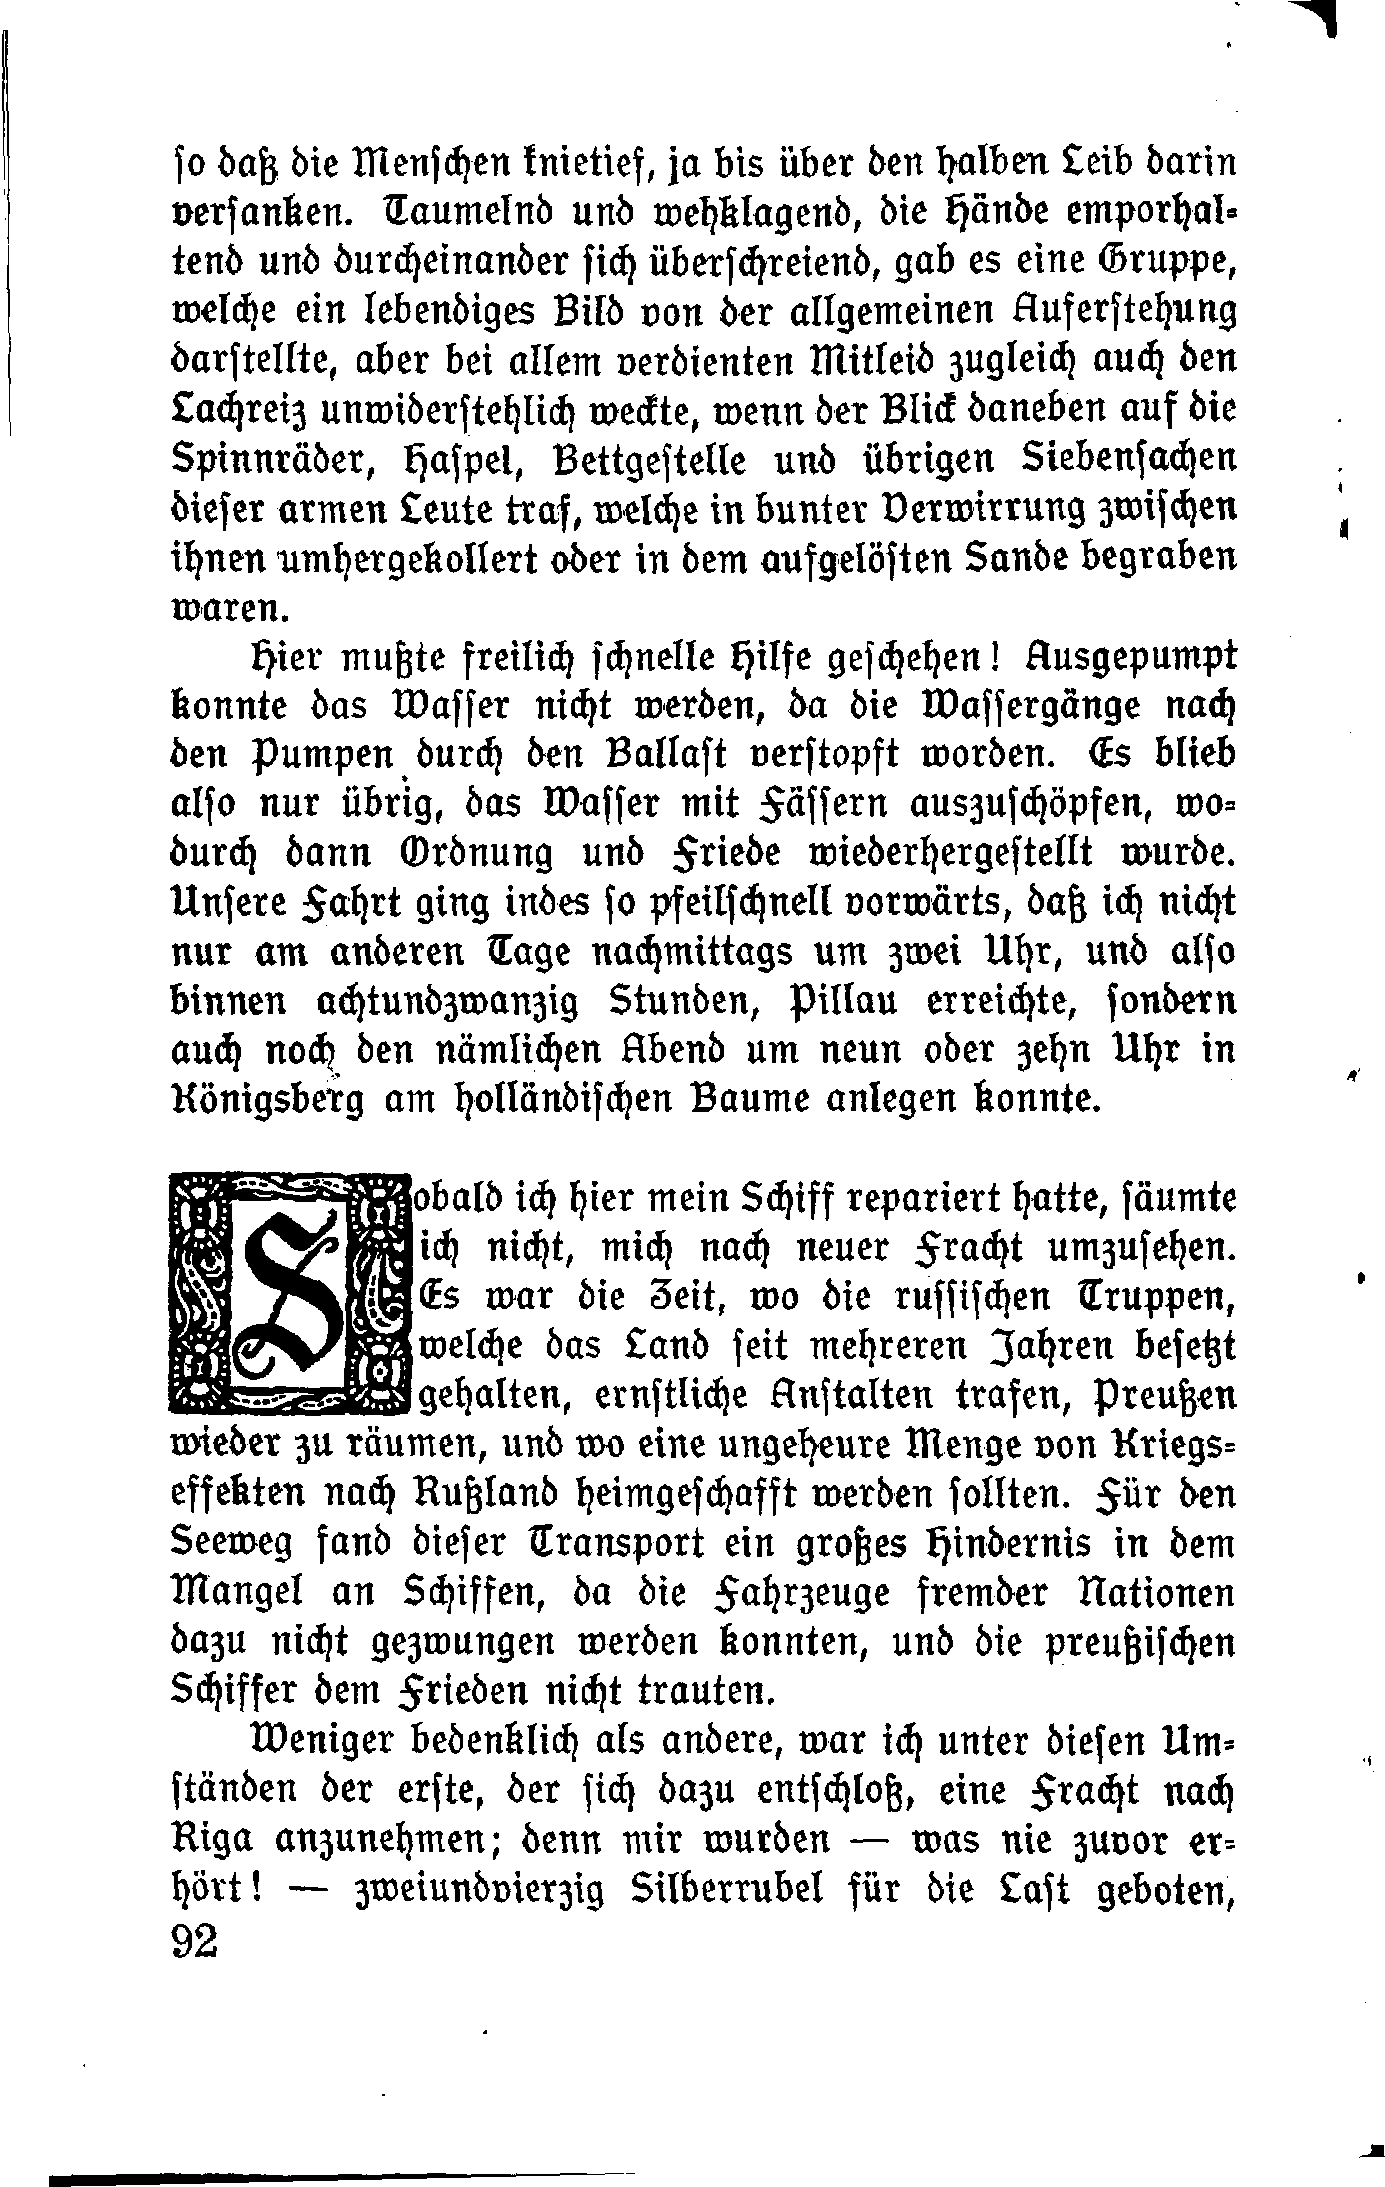 so daß die Menschen knietief, ja bis über den halben Leib darin
versanken. Taumelnd und wehklagend, die Hände emporhal-
tend und durcheinander sich überschreiend, gab es eine Gruppe,
welche ein lebendiges Bild von der allgemeinen Auferstehung
darstellte, aber bei allem verdienten Mitleid zugleich auch den
Lachreiz unwiderstehlich weckte, wenn der Blick daneben auf die
Spinnräder, Haspel, Bettgestelle und übrigen Siebensachen
dieser armen Leute traf, welche in bunter Verwirrung zwischen
ihnen umhergekollert oder in dem aufgelösten Sande begraben
waren.
Hier mußte freilich schnelle Hilfe geschehen! Ausgepumpt
konnte das Wasser nicht werden, da die Wassergänge nach
den Pumpen durch den Ballast verstopft worden. Es blieb
also nur übrig, das Wasser mit Fässern auszuschöpfen, wo-
durch dann Ordnung und Friede wiederhergestellt wurde.
Unsere Fahrt ging indes so pfeilschnell vorwärts, daß ich nicht
nur am anderen Tage nachmittags um zwei Uhr, und also
binnen achtundzwanzig Stunden, Pillau erreichte, sondern
auch noch den nämlichen Abend um neun oder zehn Uhr in
Königsberg am holländischen Baume anlegen konnte.
Sobald ich hier mein Schiff repariert hatte, säumte
ich nicht, mich nach neuer Fracht umzusehen.
Es war die Zeit, wo die russischen Truppen,
welche das Land seit mehreren Jahren besetzt
gehalten, ernstliche Anstalten trafen, Preußen
wieder zu räumen, und wo eine ungeheure Menge von Kriegs-
effekten nach Rußland heimgeschafft werden sollten. Für den
Seeweg fand dieser Transport ein großes Hindernis in dem
Mangel an Schiffen, da die Fahrzeuge fremder Nationen
dazu nicht gezwungen werden konnten, und die preußischen
Schiffer dem Frieden nicht trauten.
Weniger bedenklich als andere, war ich unter diesen Um-
ständen der erste, der sich dazu entschloß, eine Fracht nach
Riga anzunehmen; denn mir wurden — was nie zuvor er-
hört! — zweiundvierzig Silberrubel für die Last geboten,
92